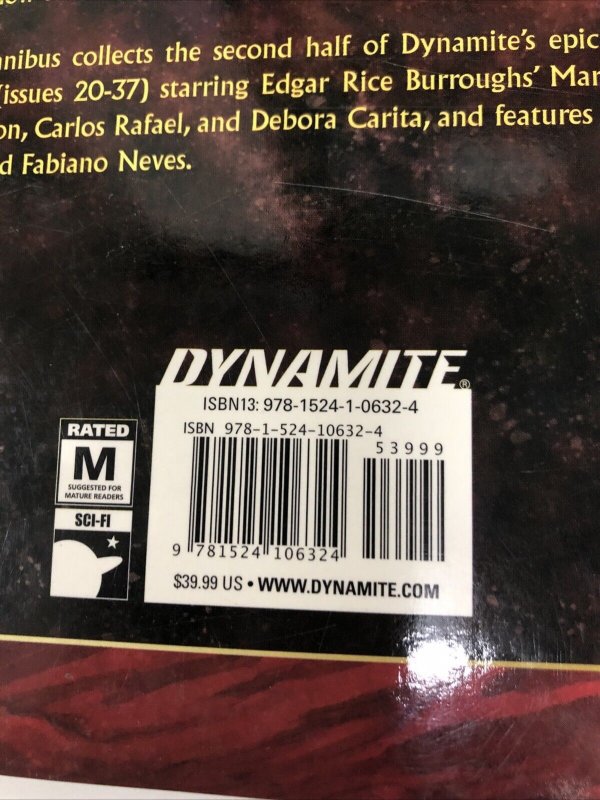 omnibus collects the second half of Dynamite's epic
(issues 20-37) starring Edgar Rice Burroughs' Mar
on, Carlos Rafael, and Debora Carita, and features
d Fabiano Neves.
DYNAMITE®
ISBN13: 978-1524-1-0632-4
ISBN 978-1-524-10632-4
53999
9 781524 106324
$39.99 US • WWW.DYNAMITE.COM
RATED
M
SUGGESTED FOR
MATURE READERS
SCI-FI